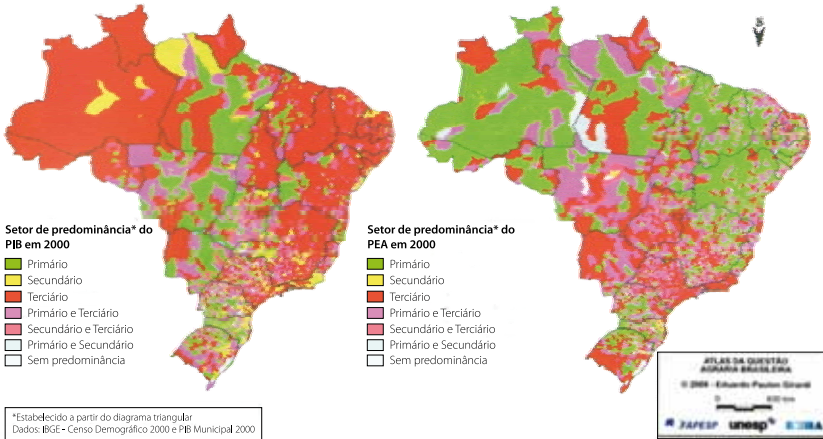 Setor de predominância* do
PIB em 2000
Primário
Secundário
Terciário
Primário e Terciário
Secundário e Terciário
Primário e Secundário
Sem predominância
*Estabelecido a partir do diagrama triangular
Dados: IBGE - Censo Demográfico 2000 e PIB Municipal 2000
Setor de predominância* do
PEA em 2000
Primário
Secundário
Terciário
Primário e Terciário
Secundário e Terciário
Primário e Secundário
Sem predominância
ATLAS DA QUESTÃO
AGRARIA BRASILEIRA
Eduardo Paulon Girardi
0
FAPESP unesp